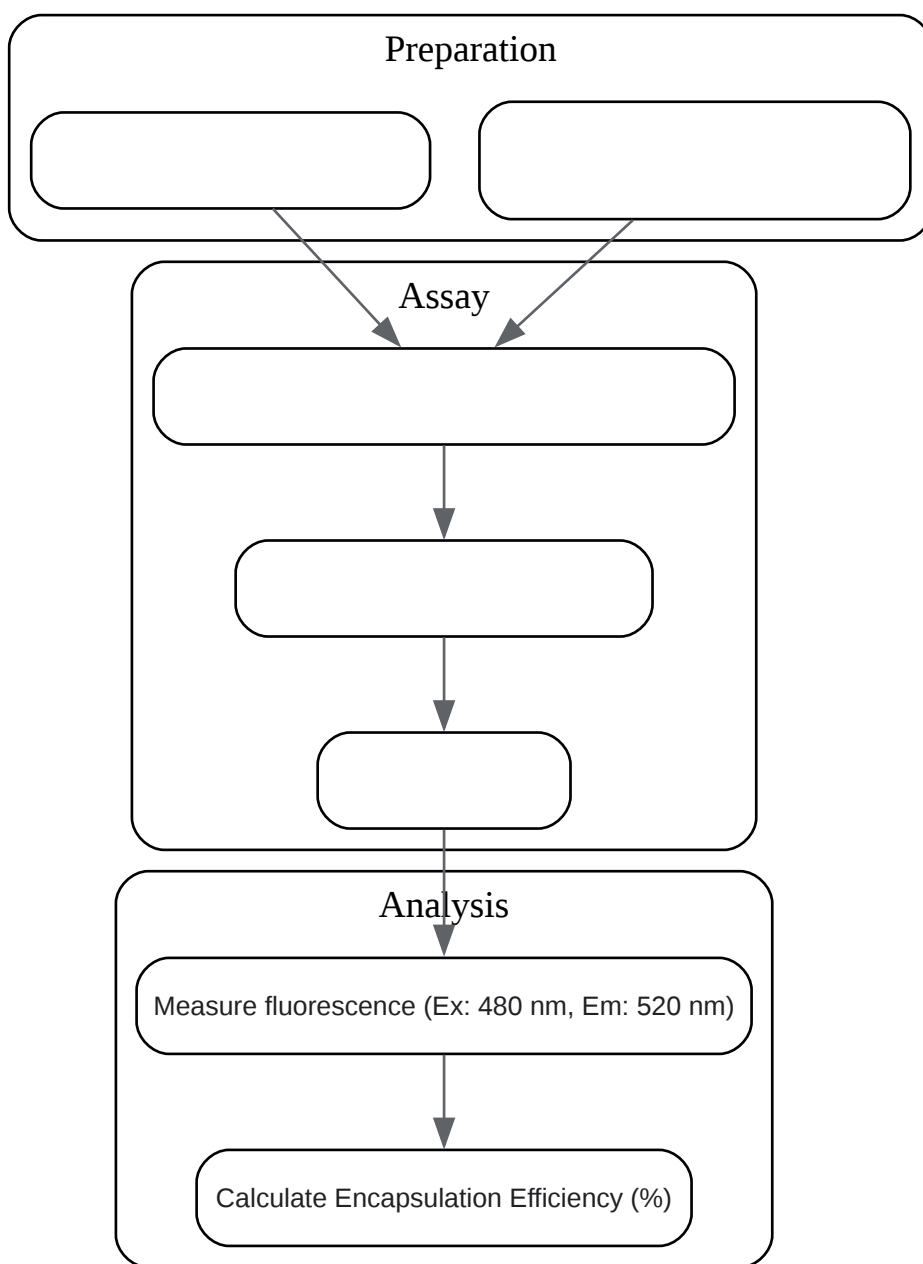 Preparation
Assay
Analysis
Measure fluorescence (Ex: 480 nm, Em: 520 nm)
Calculate Encapsulation Efficiency (%)